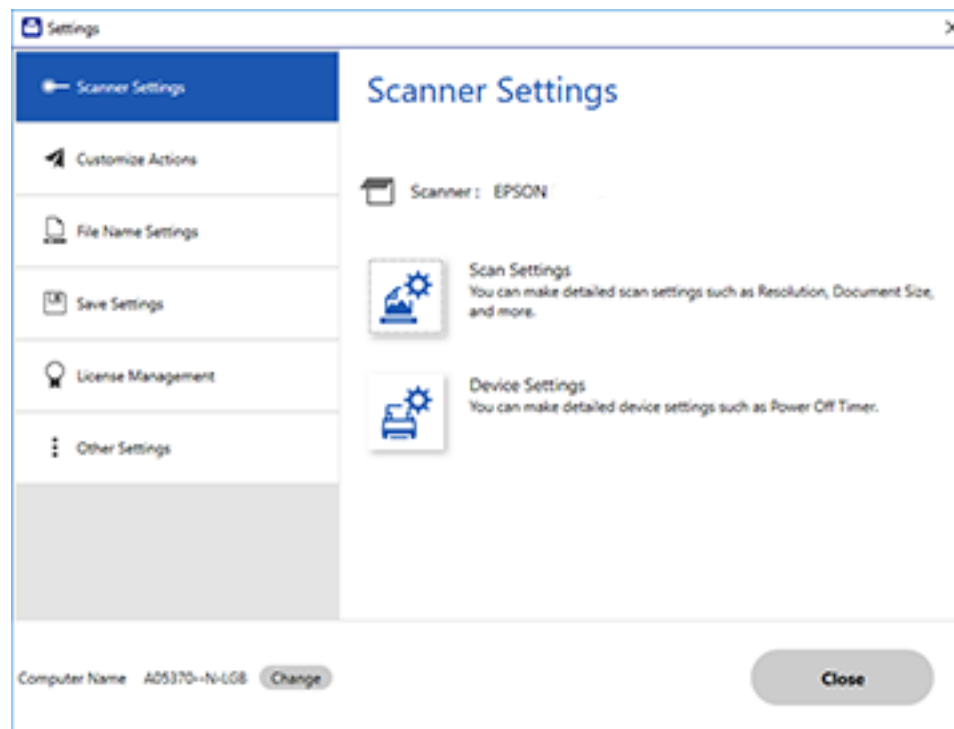 Settings
Scanner Settings
Customize Actions
File Name Settings
Save Settings
License Management
Other Settings
Scanner Settings
Scanner : EPSON
Scan Settings
You can make detailed scan settings such as Resolution, Document Size,
and more.
Device Settings
You can make detailed device settings such as Power Off Timer.
Computer Name A05370--N-LGB Change
Close